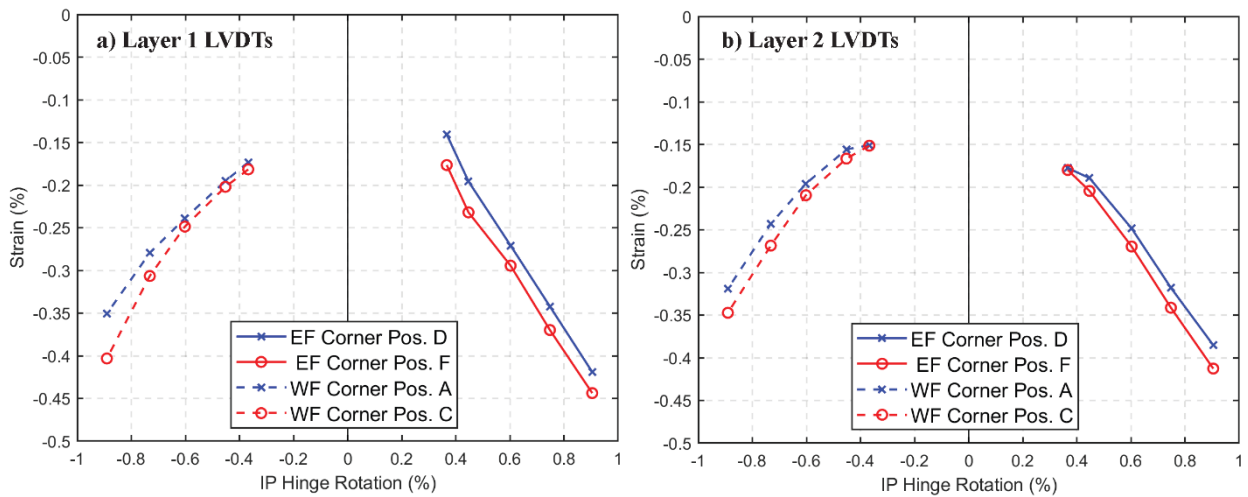 a) Layer 1 LVDTs
0
-0.05
-0.1
-0.15
-0.2
-0.25
-0.3
-0.35
-0.4
-0.45
-0.5
Strain (%)
EF Corner Pos. D
EF Corner Pos. F
WF Corner Pos. A
WF Corner Pos. C
-1 -0.8 -0.6 -0.4 -0.2 0 0.2 0.4 0.6 0.8 1
IP Hinge Rotation (%)
b) Layer 2 LVDTs
0
-0.05
-0.1
-0.15
-0.2
-0.25
-0.3
-0.35
-0.4
-0.45
-0.5
Strain (%)
EF Corner Pos. D
EF Corner Pos. F
WF Corner Pos. A
WF Corner Pos. C
-1 -0.8 -0.6 -0.4 -0.2 0 0.2 0.4 0.6 0.8 1
IP Hinge Rotation (%)